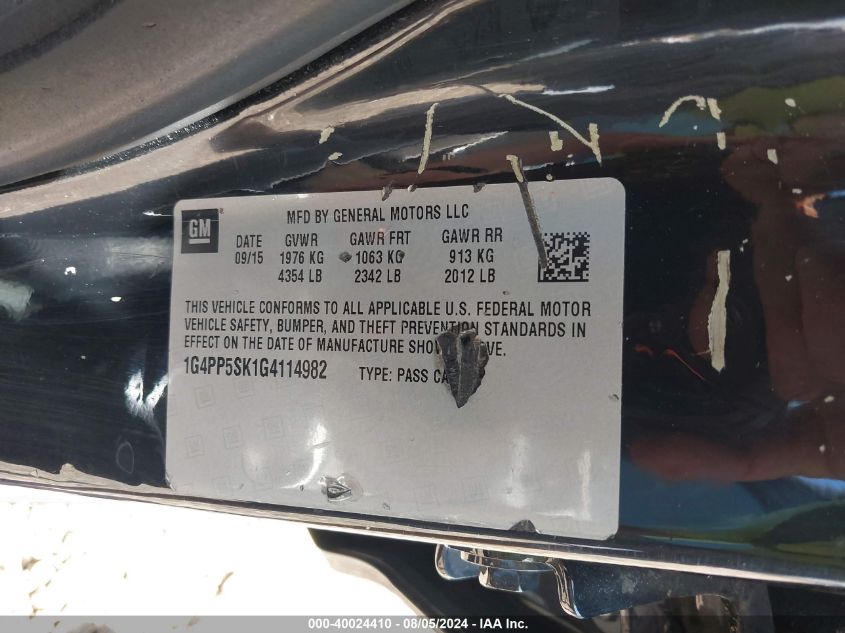 GM
MFD BY GENERAL MOTORS LLC
DATE GVWR GAWR FRT GAWR RR
09/15 1976 KG 1063 KG 913 KG
4354 LB 2342 LB 2012 LB
THIS VEHICLE CONFORMS TO ALL APPLICABLE U.S. FEDERAL MOTOR
VEHICLE SAFETY, BUMPER, AND THEFT PREVENTION STANDARDS IN
EFFECT ON THE DATE OF MANUFACTURE
1G4PP5SK1G4114982 TYPE: PASS
000-40024410 - 08/05/2024 - IAA Inc.